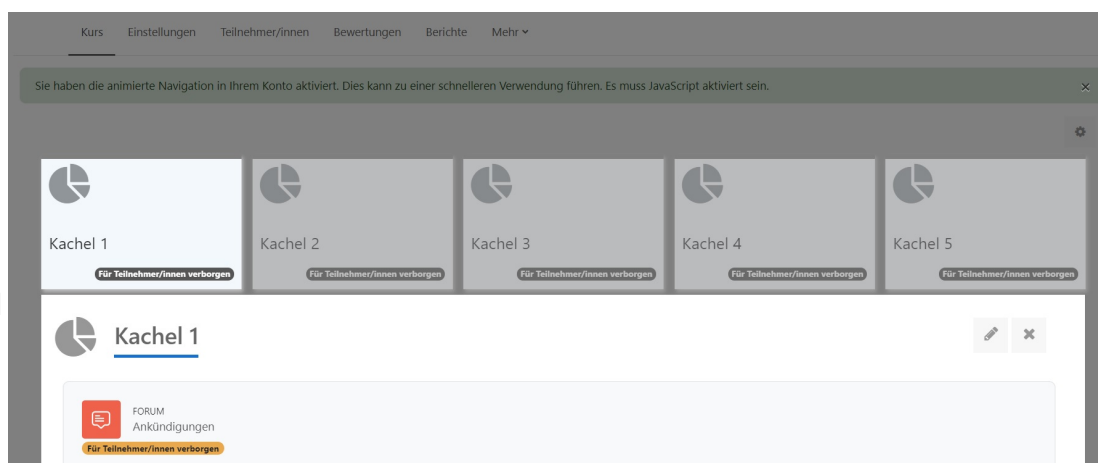 Kurs Einstellungen Teilnehmer/innen Bewertungen Berichte Mehr
Sie haben die animierte Navigation in Ihrem Konto aktiviert. Dies kann zu einer schnelleren Verwendung führen. Es muss JavaScript aktiviert sein.
Kachel 1 Kachel 2 Kachel 3 Kachel 4 Kachel 5
Für Teilnehmer/innen verborgen Für Teilnehmer/innen verborgen Für Teilnehmer/innen verborgen Für Teilnehmer/innen verborgen Für Teilnehmer/innen verborgen
Kachel 1
FORUM
Ankündigungen
Für Teilnehmer/innen verborgen